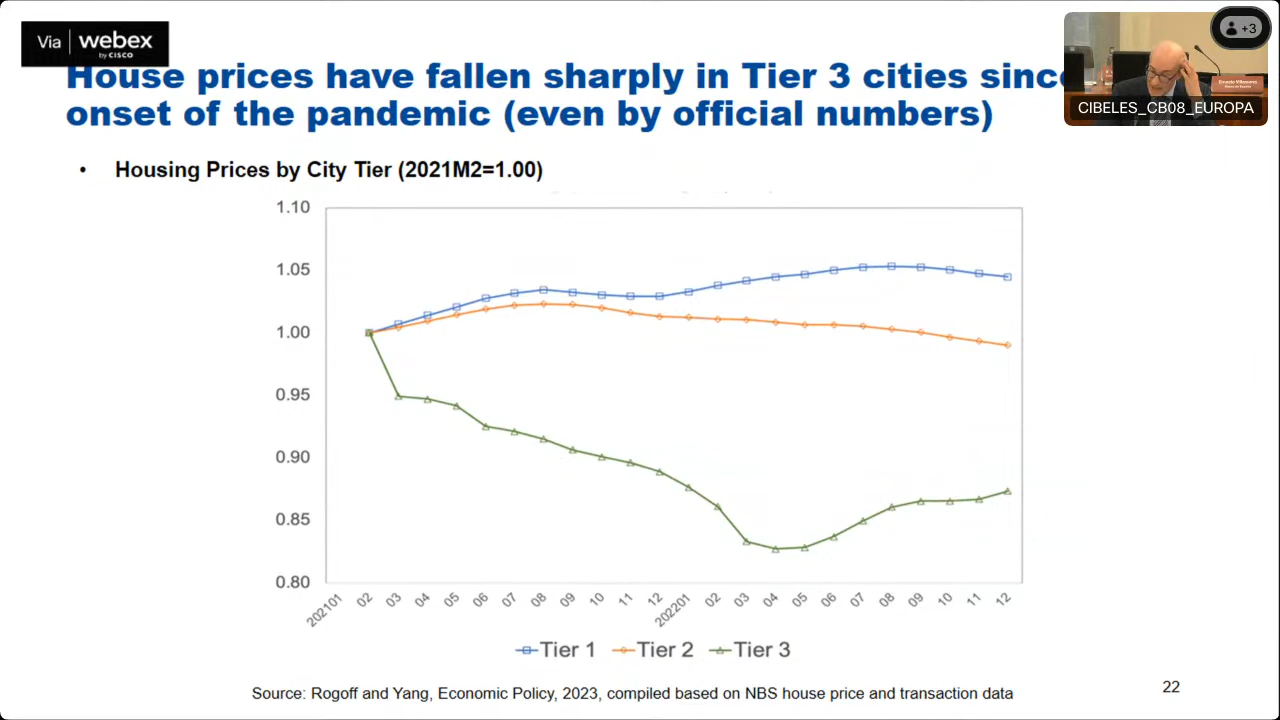 Via webex
by CISCO
+3
House prices have fallen sharply in Tier 3 cities since
onset of the pandemic (even by official numbers)
CIBELES_CB08_EUROPA
• Housing Prices by City Tier (2021M2=1.00)
1.10
1.05
1.00
0.95
0.90
0.85
0.80
202101 02 03 04 05 06 07 08 09 10 11 12 202201 02 03 04 05 06 07 08 09 10 11 12
Tier 1 Tier 2 Tier 3
Source: Rogoff and Yang, Economic Policy, 2023, compiled based on NBS house price and transaction data
22